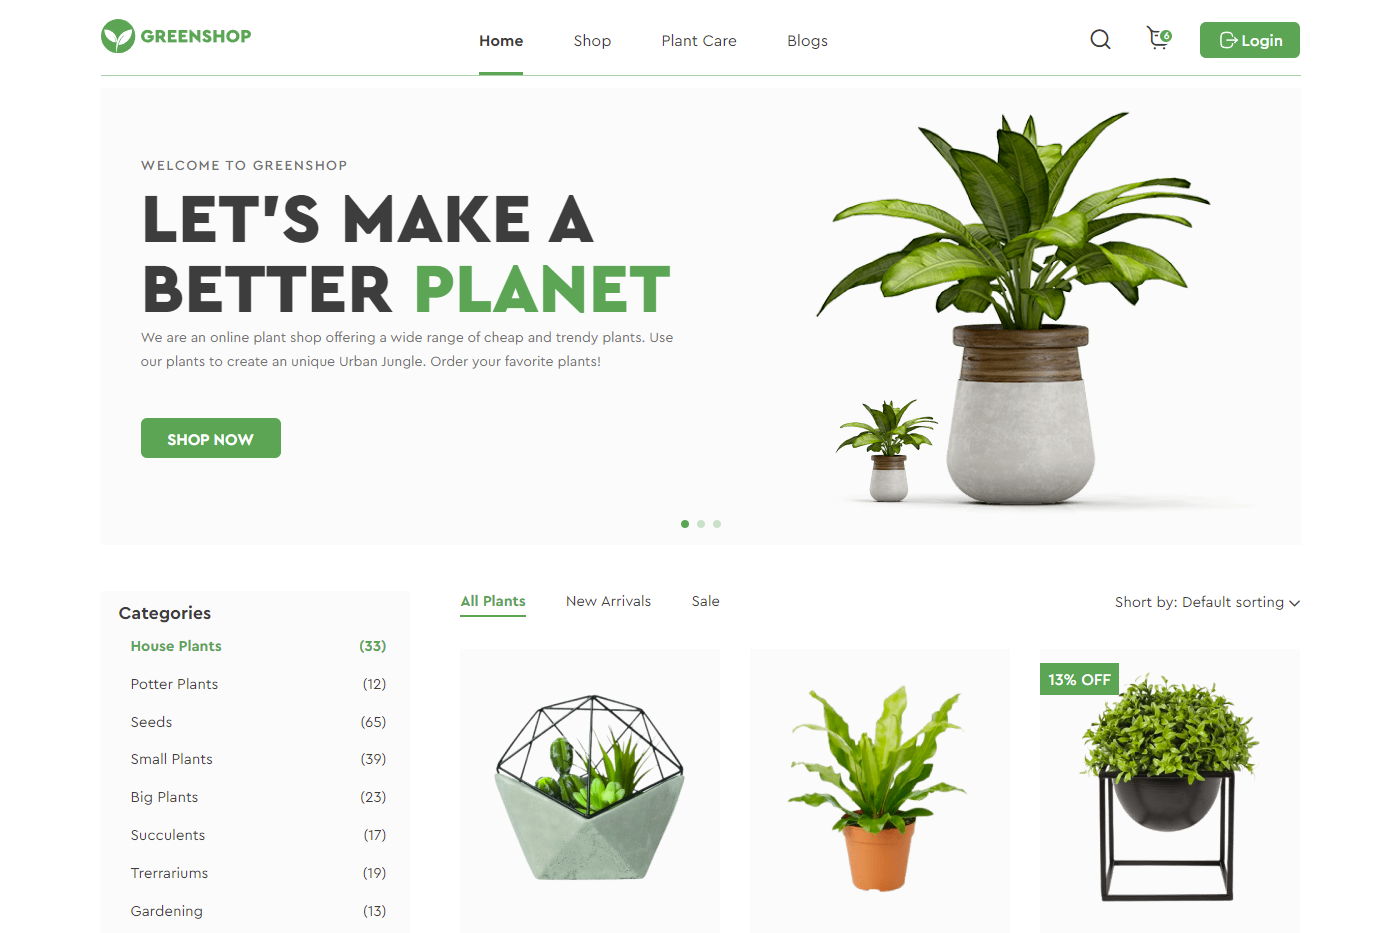 GREENSHOP
Home
Shop
Plant Care
Blogs
6
Login
WELCOME TO GREENSHOP
LET'S MAKE A
BETTER PLANET
We are an online plant shop offering a wide range of cheap and trendy plants. Use
our plants to create an unique Urban Jungle. Order your favorite plants!
SHOP NOW
Categories
House Plants (33)
Potter Plants (12)
Seeds (65)
Small Plants (39)
Big Plants (23)
Succulents (17)
Trerrariums (19)
Gardening (13)
All Plants
New Arrivals
Sale
Short by: Default sorting
13% OFF